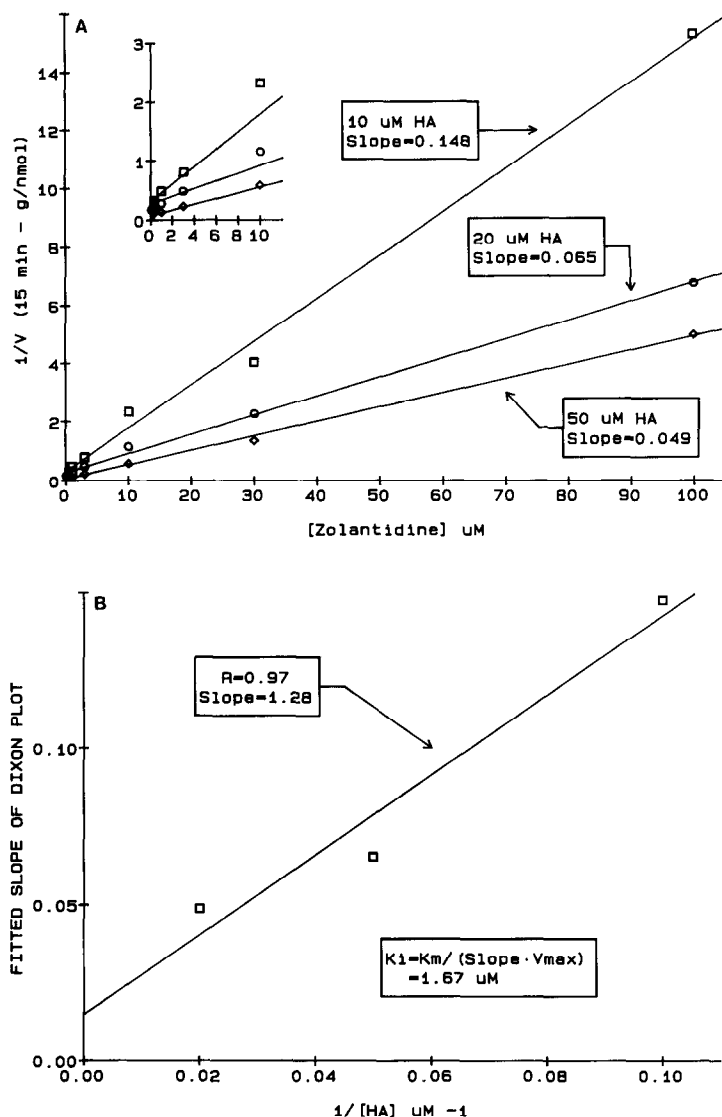 A
3
2
1
0
0 2 4 6 8 10
16
14
12
10
8
6
4
2
0
1/V (15 min - g/nmol)
10 uM HA
Slope=0.148
20 uM HA
Slope=0.065
50 uM HA
Slope=0.049
0 10 20 30 40 50 60 70 80 90 100
[Zolantidine] uM
B
0.10
0.05
0.00
FITTED SLOPE OF DIXON PLOT
R=0.97
Slope=1.28
Ki=Km/(Slope·Vmax)
=1.67 uM
0.00 0.02 0.04 0.06 0.08 0.10
1/[HA] uM -1